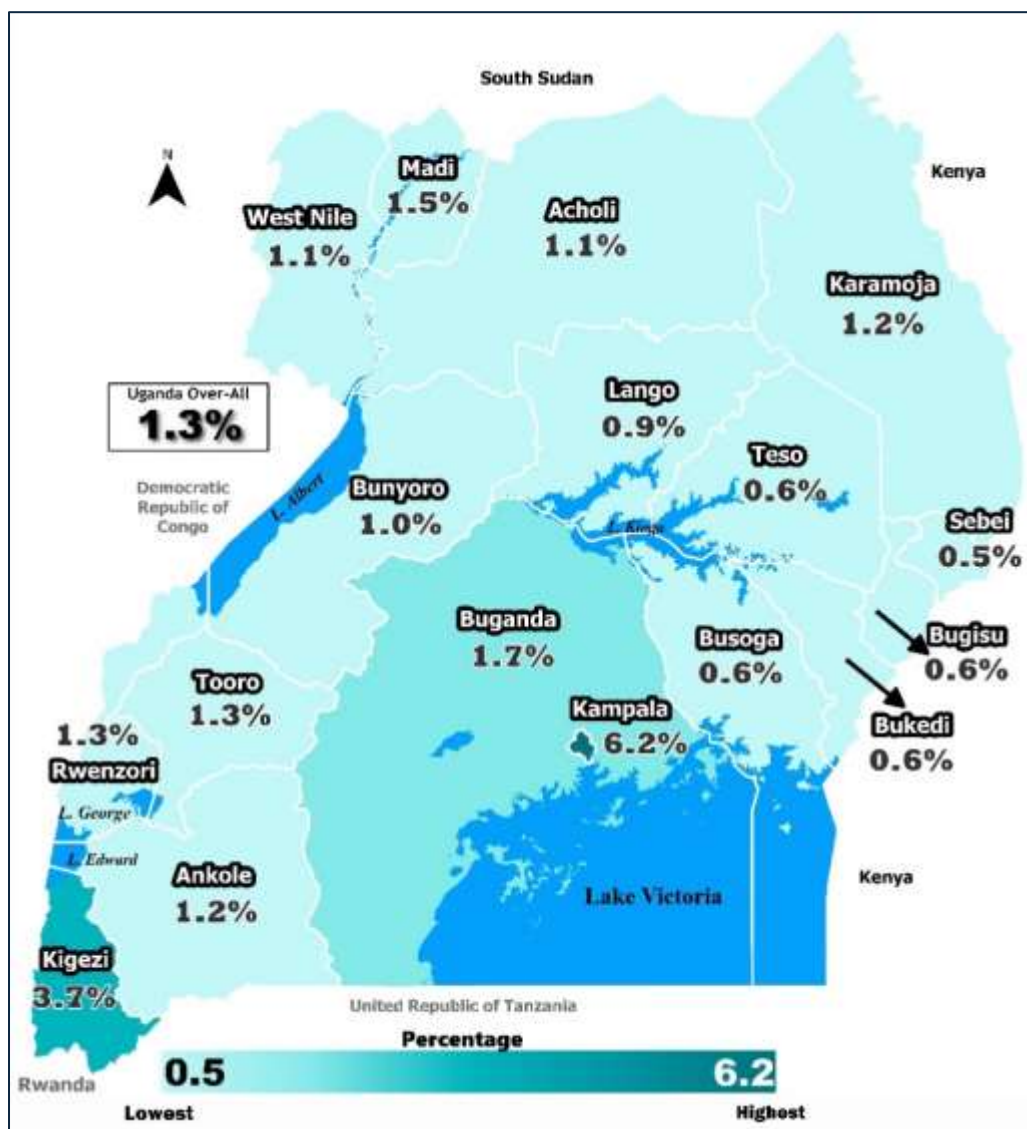 South Sudan
N
Kenya
Madi
1.5%
West Nile
1.1%
Acholi
1.1%
Karamoja
1.2%
Uganda Over-All
1.3%
Lango
0.9%
Teso
0.6%
Democratic
Republic of
Congo
L. Albert
Bunyoro
1.0%
L. Kioga
Sebei
0.5%
Buganda
1.7%
Busoga
0.6%
Bugisu
0.6%
Tooro
1.3%
Kampala
6.2%
Bukedi
0.6%
1.3%
Rwenzori
L. George
L. Edward
Ankole
1.2%
Lake Victoria
Kenya
Kigezi
3.7%
United Republic of Tanzania
Percentage
Rwanda
0.5
6.2
Lowest
Highest